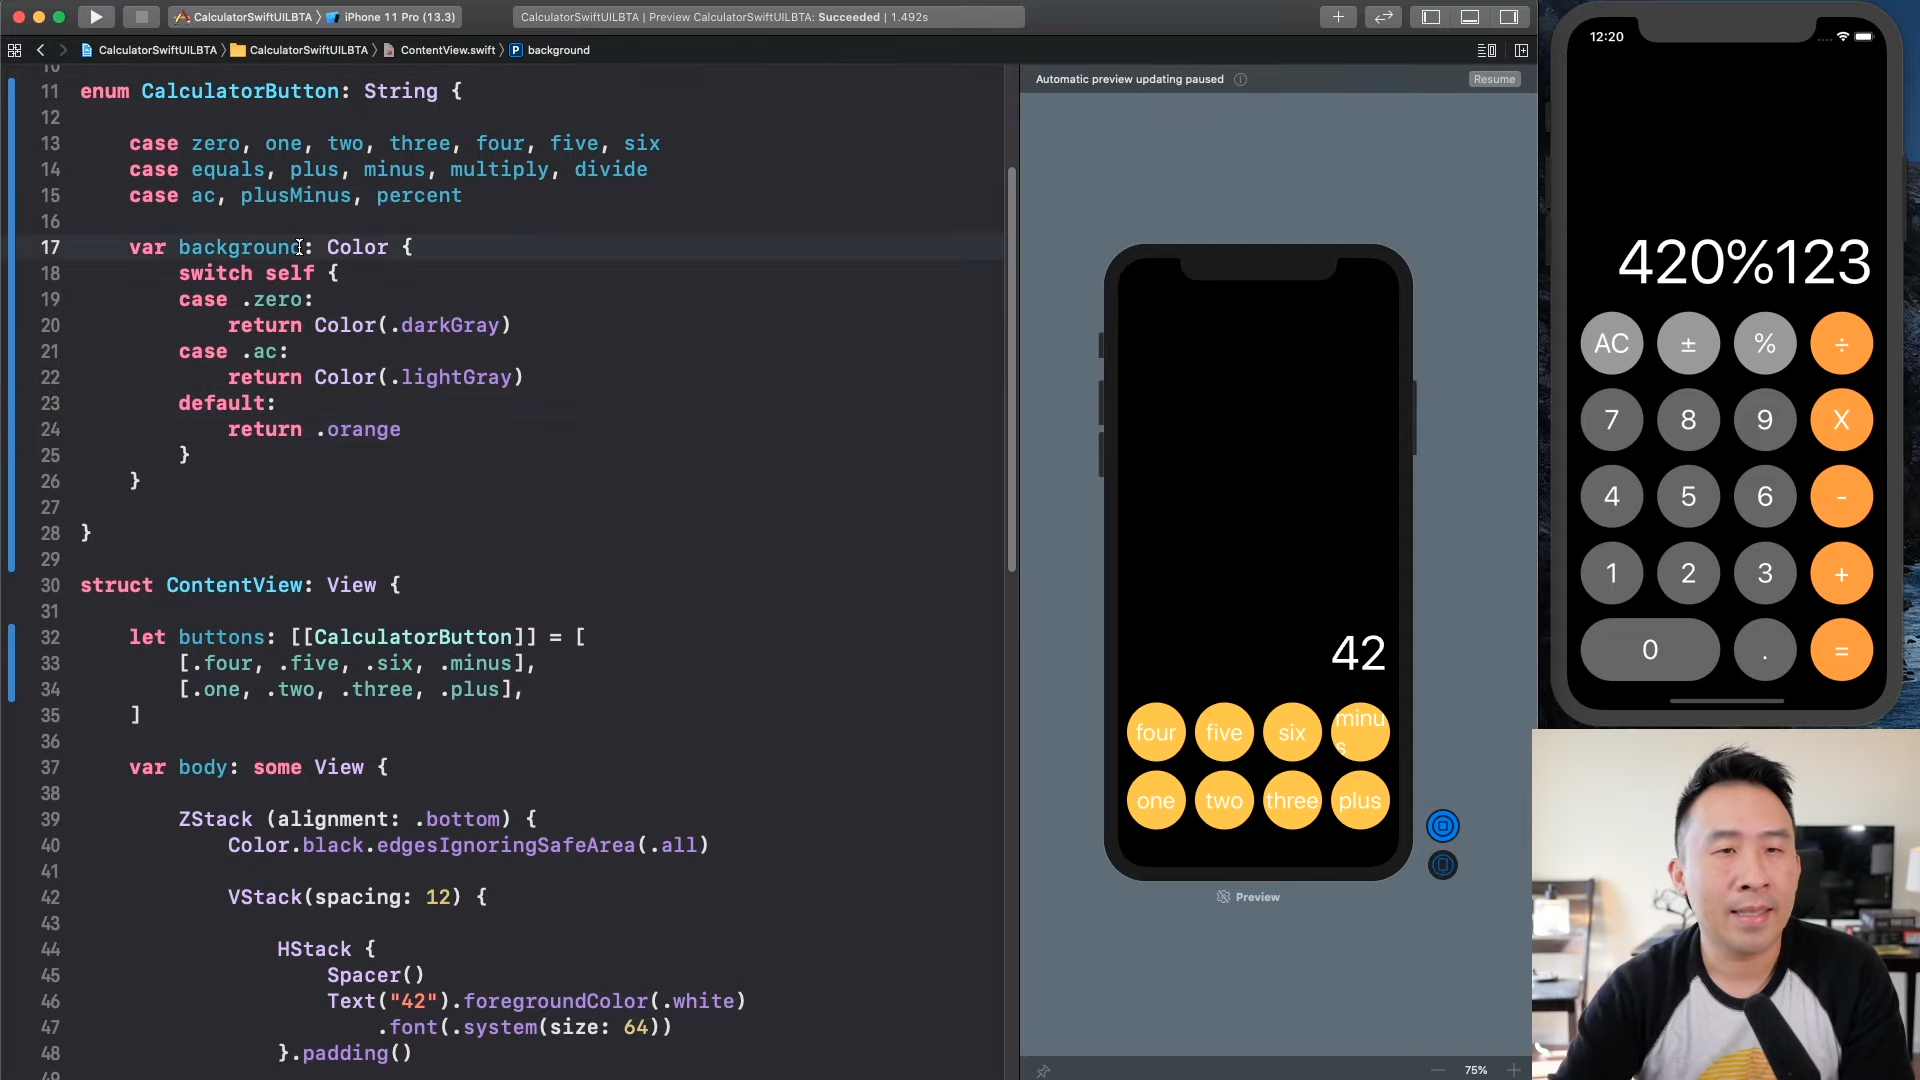 CalculatorSwiftUILBTA 〉 iPhone 11 Pro (13.3)
CalculatorSwiftUILBTA | Preview CalculatorSwiftUILBTA: Succeeded | 1.492s
CalculatorSwiftUILBTA 〉 CalculatorSwiftUILBTA 〉 ContentView.swift 〉 P background
10
11 enum CalculatorButton: String {
12
13 case zero, one, two, three, four, five, six
14 case equals, plus, minus, multiply, divide
15 case ac, plusMinus, percent
16
17 var background: Color {
18 switch self {
19 case .zero:
20 return Color(.darkGray)
21 case .ac:
22 return Color(.lightGray)
23 default:
24 return .orange
25 }
26 }
27
28 }
29
30 struct ContentView: View {
31
32 let buttons: [[CalculatorButton]] = [
33 [.four, .five, .six, .minus],
34 [.one, .two, .three, .plus],
35 ]
36
37 var body: some View {
38
39 ZStack (alignment: .bottom) {
40 Color.black.edgesIgnoringSafeArea(.all)
41
42 VStack(spacing: 12) {
43
44 HStack {
45 Spacer()
46 Text("42").foregroundColor(.white)
47 .font(.system(size: 64))
48 }.padding()
49
Automatic preview updating paused
Resume
42
four five six minu
s
one two three plus
Preview
75%
12:20
420%123
AC ± % ÷
7 8 9 X
4 5 6 -
1 2 3 +
0 . =